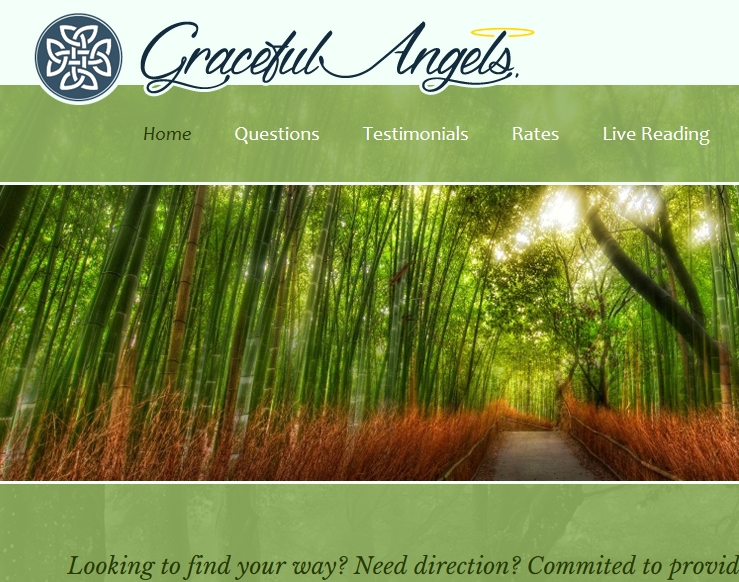 Graceful Angels.
Home Questions Testimonials Rates Live Reading
Looking to find your way? Need direction? Commited to provid